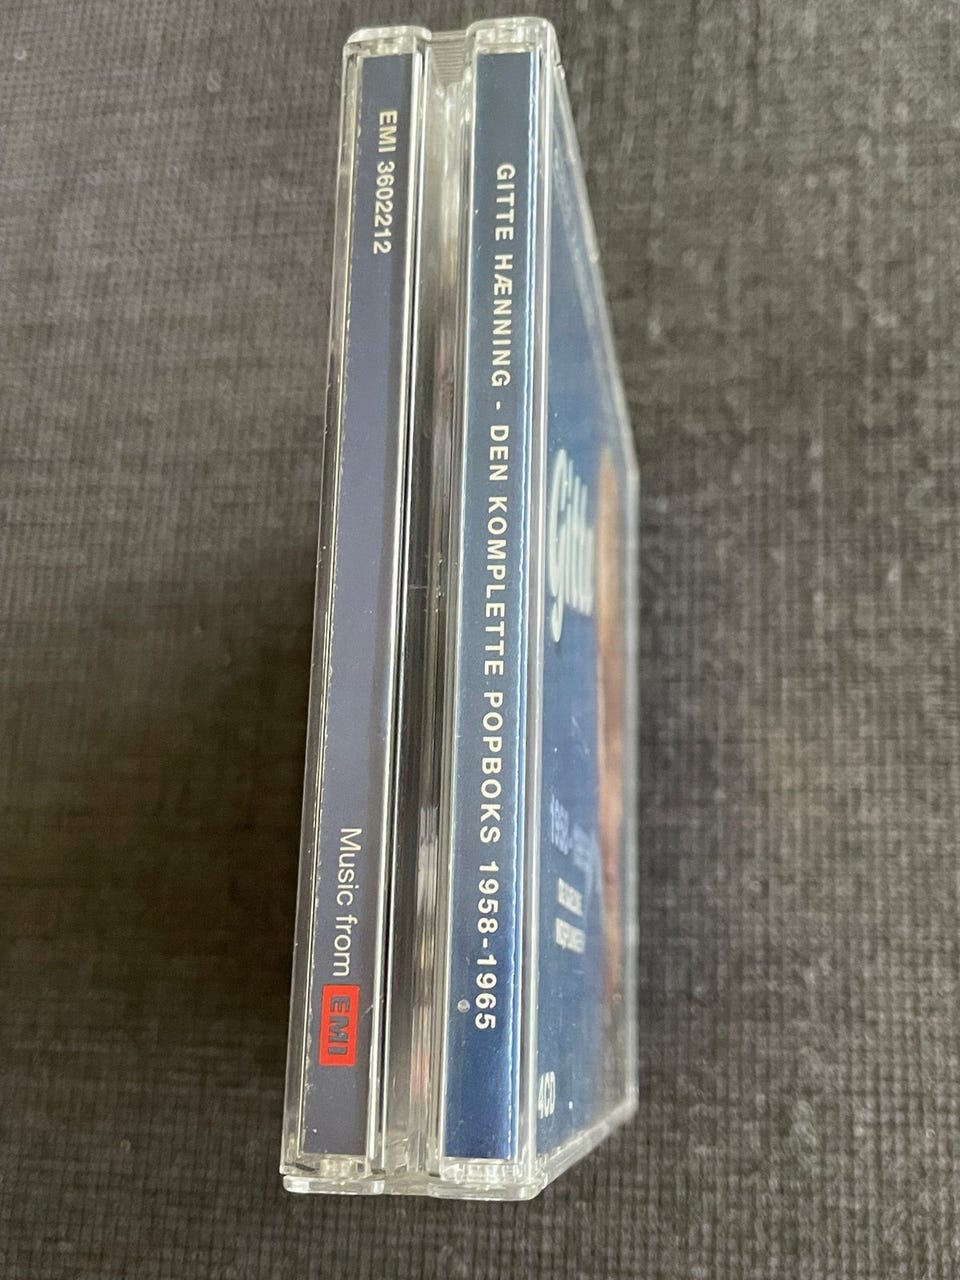 EMI 3602212
Music from EMI
GITTE HÆNNING - DEN KOMPLETTE POPBOKS 1958-1965
Gitte
4CD